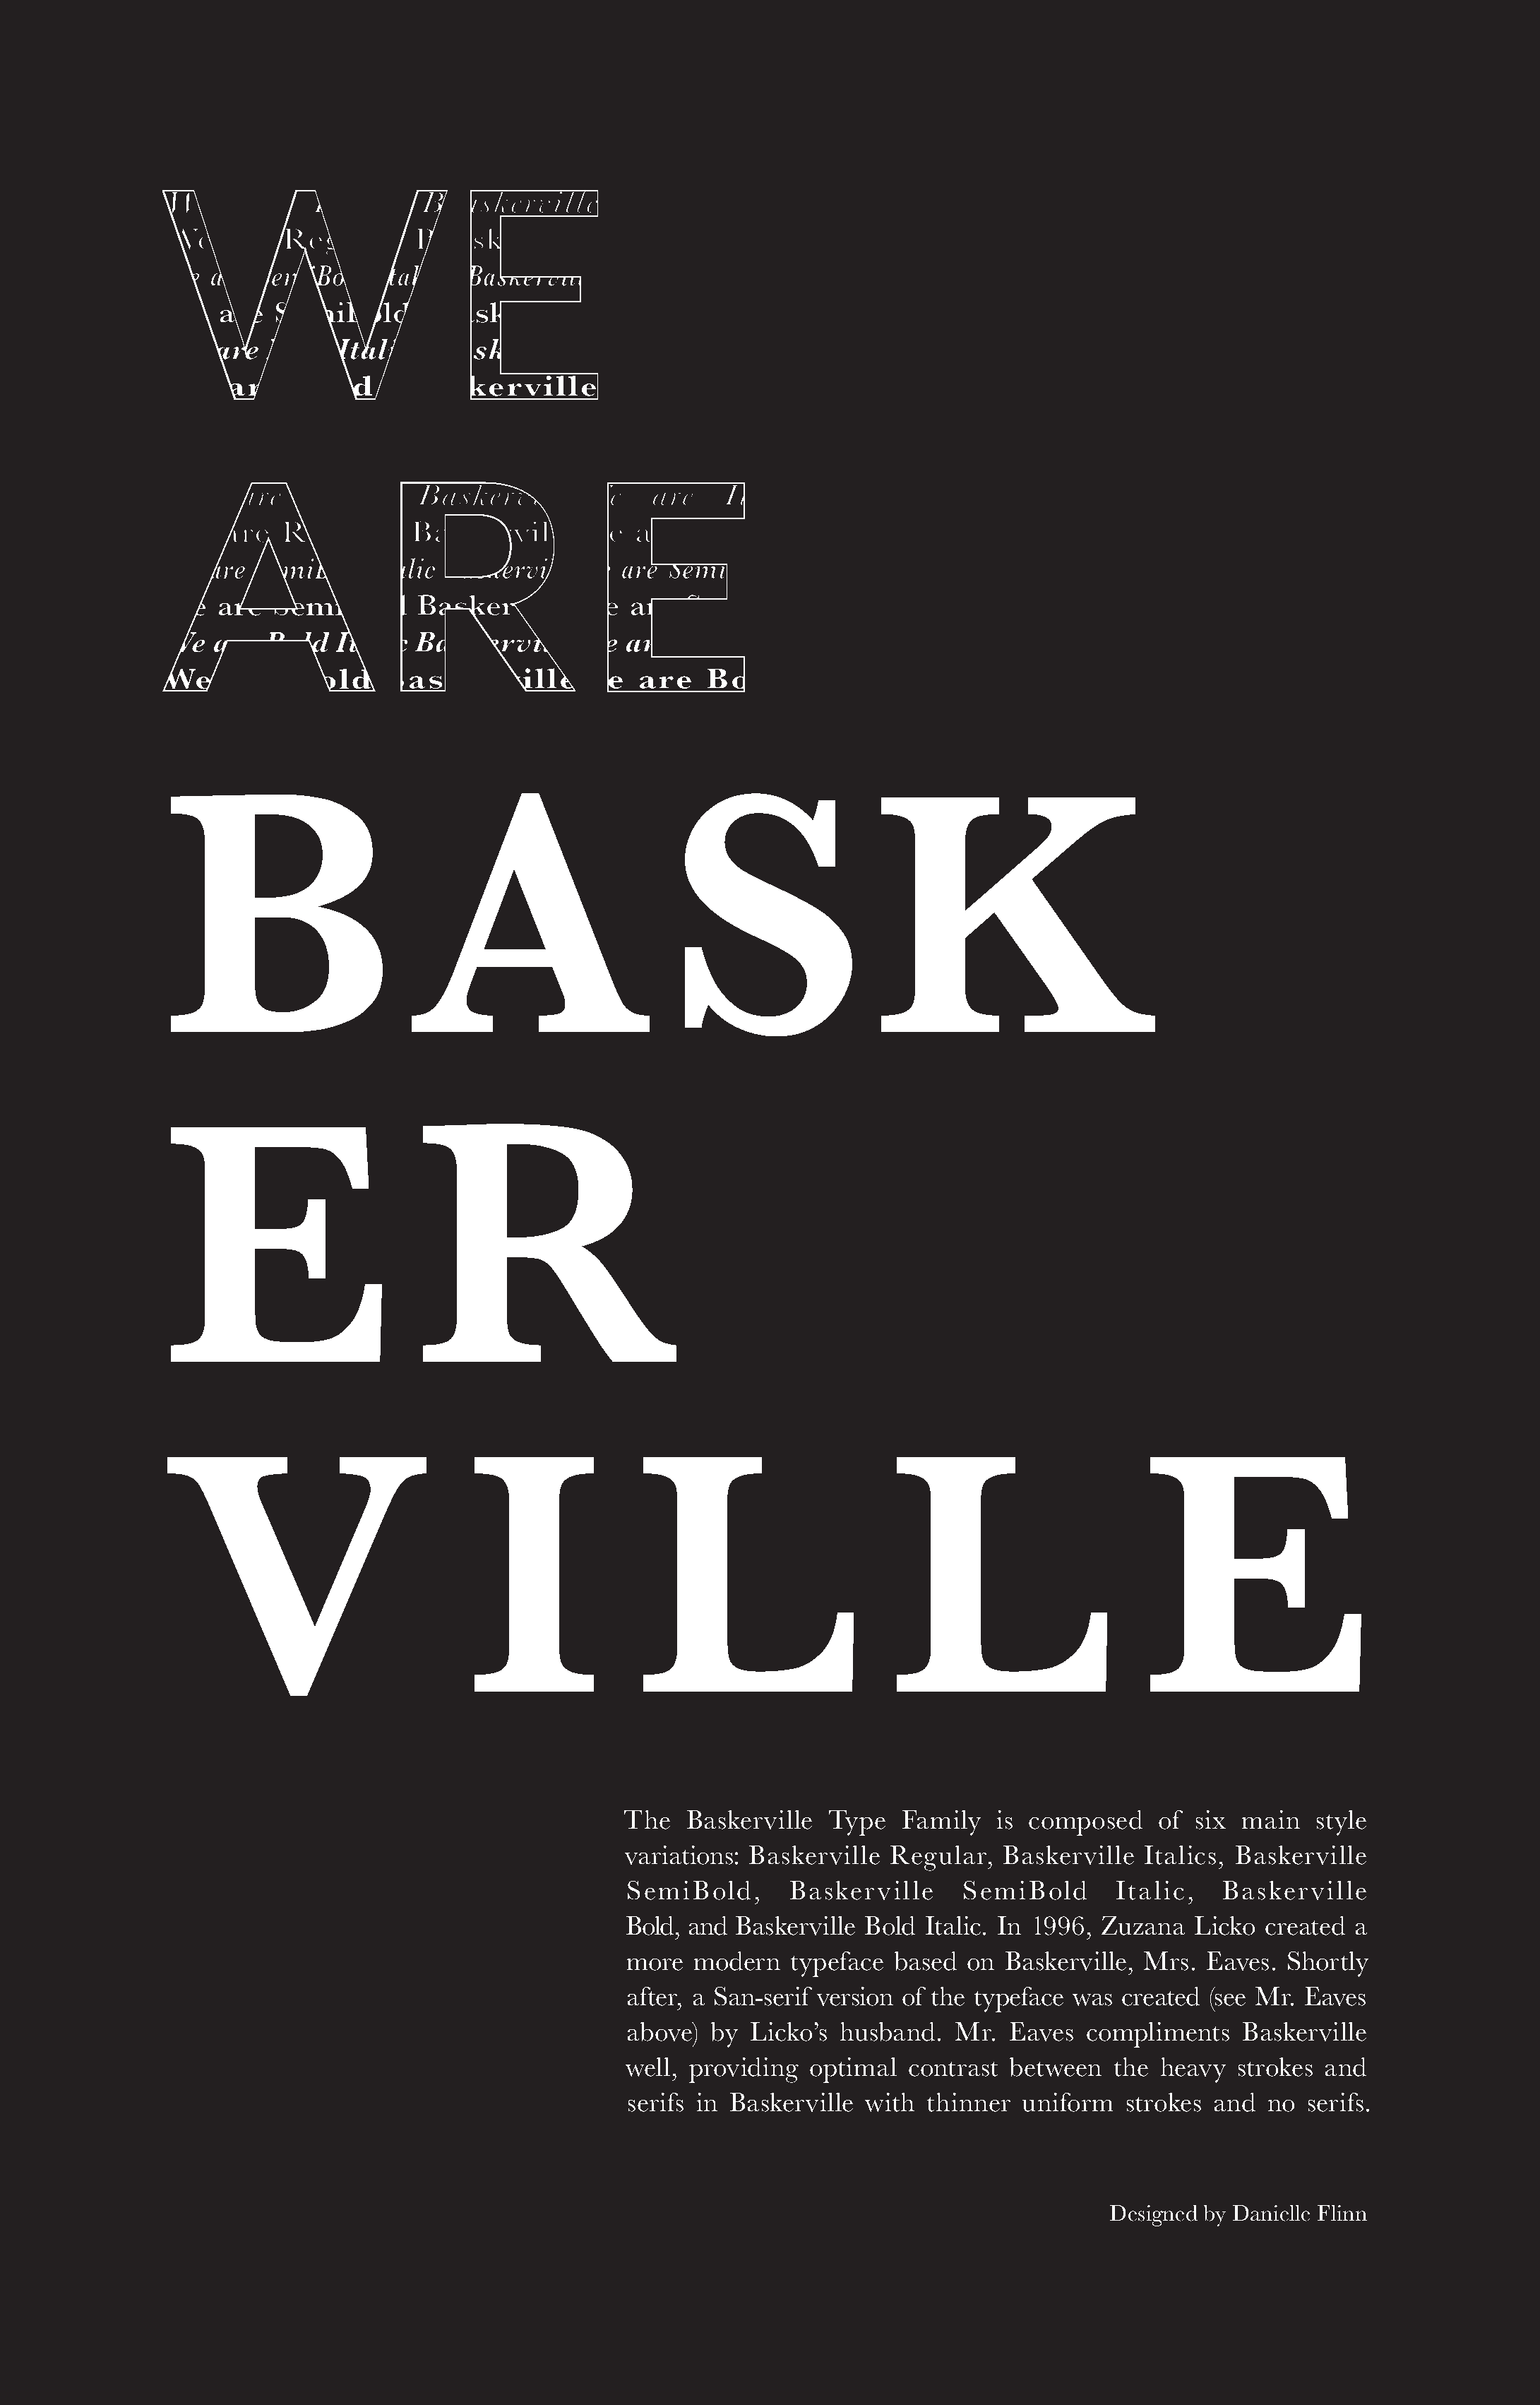 WE
ARE
BASK
ER
VILLE
The Baskerville Type Family is composed of six main style
variations: Baskerville Regular, Baskerville Italics, Baskerville
SemiBold, Baskerville SemiBold Italic, Baskerville
Bold, and Baskerville Bold Italic. In 1996, Zuzana Licko created a
more modern typeface based on Baskerville, Mrs. Eaves. Shortly
after, a San-serif version of the typeface was created (see Mr. Eaves
above) by Licko’s husband. Mr. Eaves compliments Baskerville
well, providing optimal contrast between the heavy strokes and
serifs in Baskerville with thinner uniform strokes and no serifs.
Designed by Danielle Flinn